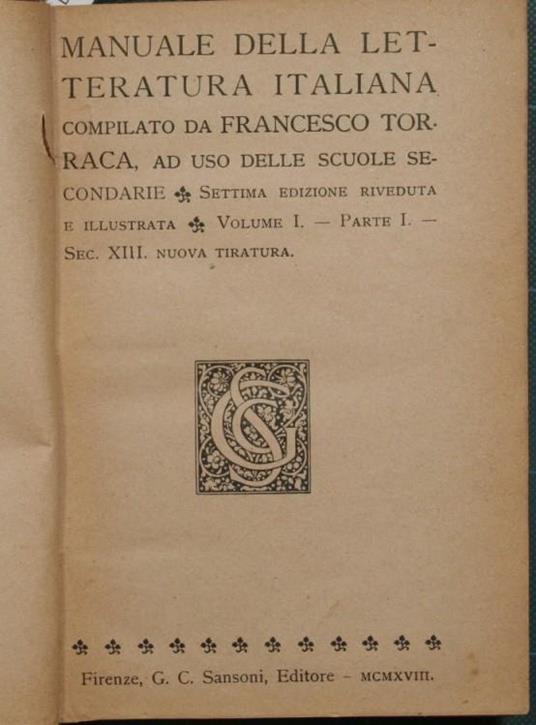 MANUALE DELLA LET-
TERATURA ITALIANA
COMPILATO DA FRANCESCO TOR-
RACA, AD USO DELLE SCUOLE SE-
CONDARIE ☙ SETTIMA EDIZIONE RIVEDUTA
E ILLUSTRATA ☙ VOLUME I. — PARTE I. —
SEC. XIII. NUOVA TIRATURA.
GCS
Firenze, G. C. Sansoni, Editore - MCMXVIII.